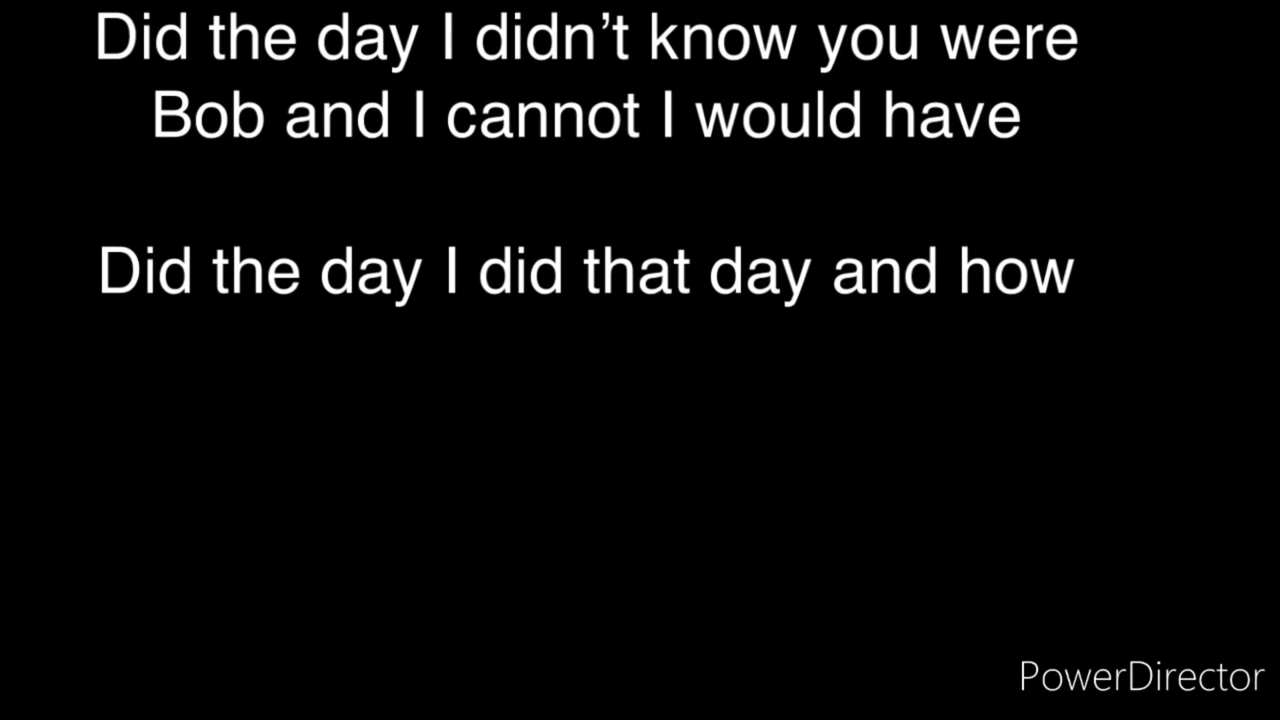 Did the day I didn’t know you were
Bob and I cannot I would have
Did the day I did that day and how
PowerDirector